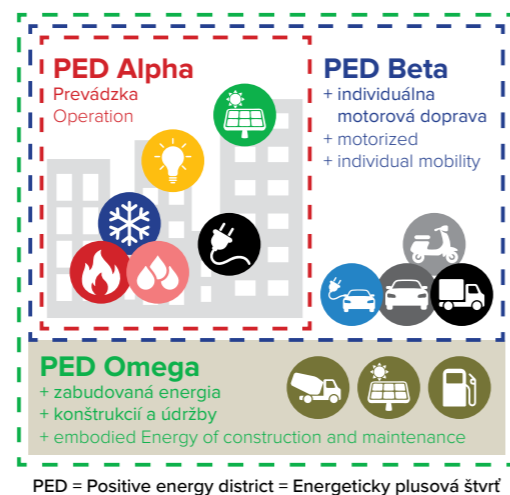 PED Alpha
Prevádzka
Operation
PED Beta
+ individuálna
motorová doprava
+ motorized
+ individual mobility
PED Omega
+ zabudovaná energia
+ konštrukcií a údržby
+ embodied Energy of construction and maintenance
PED = Positive energy district = Energeticky plusová štvrť